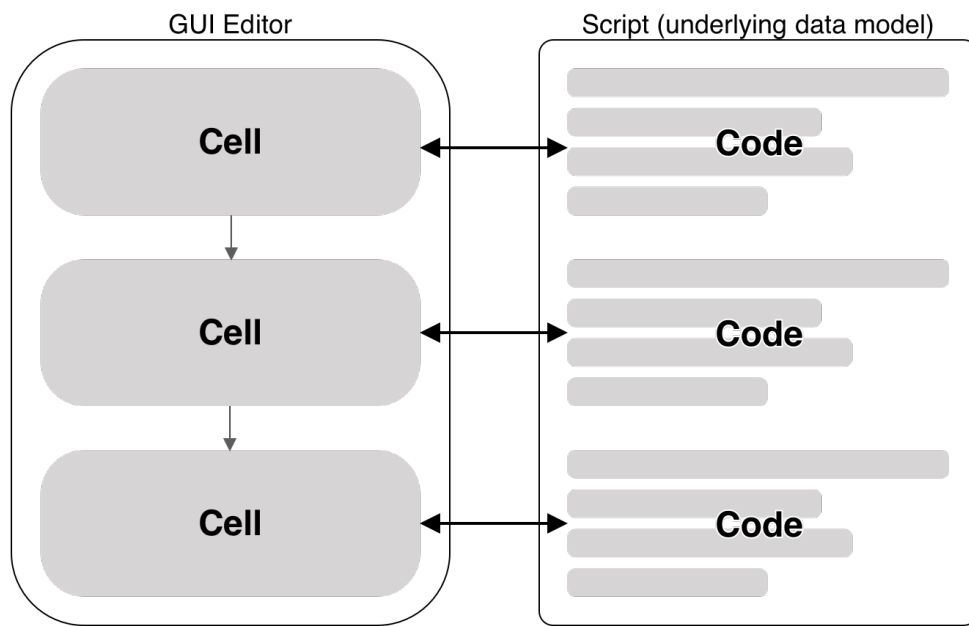 GUI Editor
Script (underlying data model)
Cell
Code
Cell
Code
Cell
Code